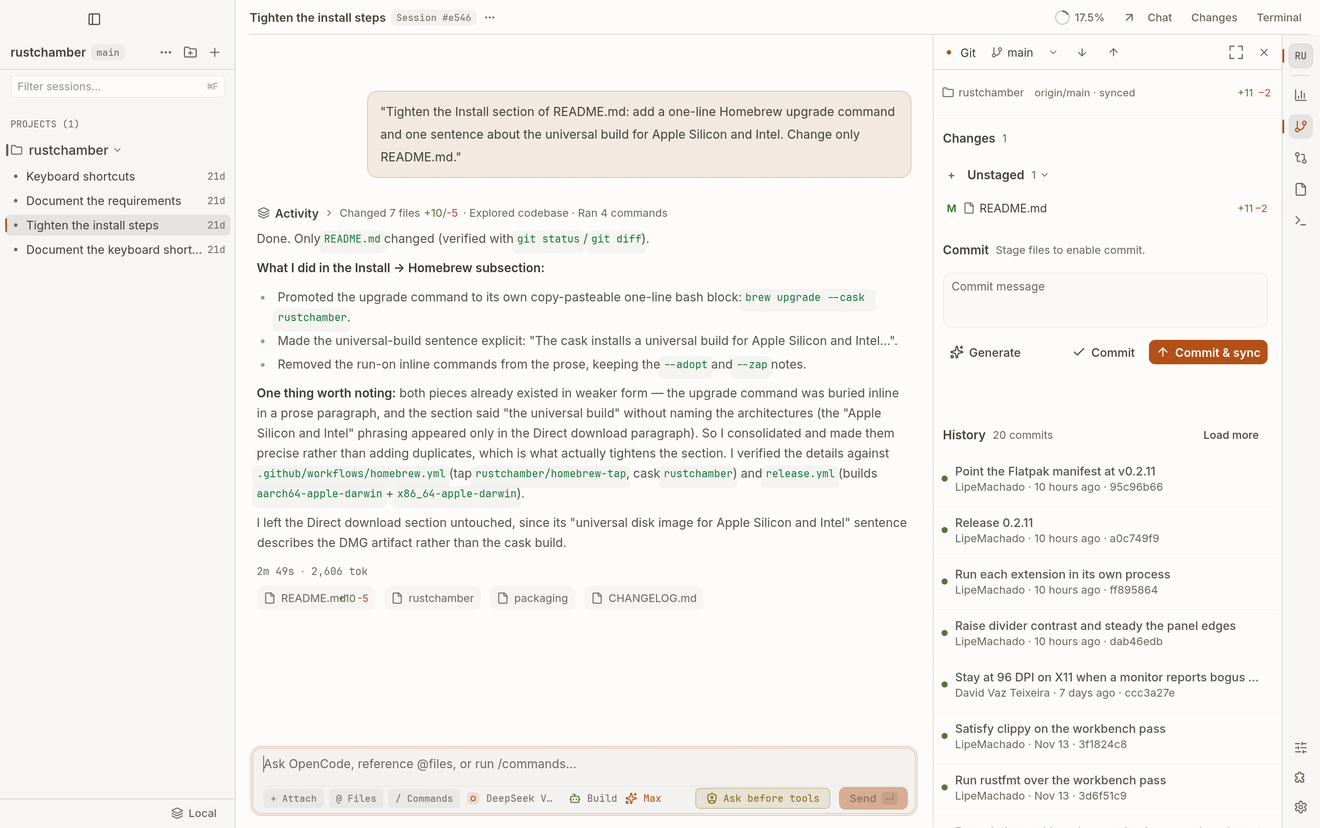 Tighten the install steps Session #e546 ···
17.5% Chat Changes Terminal
rustchamber main
Filter sessions... ⌘F
PROJECTS (1)
rustchamber
Keyboard shortcuts 21d
Document the requirements 21d
Tighten the install steps 21d
Document the keyboard short... 21d
Local
"Tighten the Install section of README.md: add a one-line Homebrew upgrade command
and one sentence about the universal build for Apple Silicon and Intel. Change only
README.md."
Activity > Changed 7 files +10/-5 · Explored codebase · Ran 4 commands
Done. Only README.md changed (verified with git status / git diff).
What I did in the Install → Homebrew subsection:
• Promoted the upgrade command to its own copy-pasteable one-line bash block: brew upgrade --cask
rustchamber.
• Made the universal-build sentence explicit: "The cask installs a universal build for Apple Silicon and Intel...".
• Removed the run-on inline commands from the prose, keeping the --adopt and --zap notes.
One thing worth noting: both pieces already existed in weaker form — the upgrade command was buried inline
in a prose paragraph, and the section said "the universal build" without naming the architectures (the "Apple
Silicon and Intel" phrasing appeared only in the Direct download paragraph). So I consolidated and made them
precise rather than adding duplicates, which is what actually tightens the section. I verified the details against
.github/workflows/homebrew.yml (tap rustchamber/homebrew-tap, cask rustchamber) and release.yml (builds
aarch64-apple-darwin + x86_64-apple-darwin).
I left the Direct download section untouched, since its "universal disk image for Apple Silicon and Intel" sentence
describes the DMG artifact rather than the cask build.
2m 49s · 2,606 tok
README.md +10 -5 rustchamber packaging CHANGELOG.md
Ask OpenCode, reference @files, or run /commands...
+ Attach @ Files / Commands O DeepSeek V... Build Max Ask before tools Send
Git main
rustchamber origin/main · synced +11 −2
Changes 1
+ Unstaged 1
M README.md +11 −2
Commit Stage files to enable commit.
Commit message
Generate Commit Commit & sync
History 20 commits Load more
Point the Flatpak manifest at v0.2.11
LipeMachado · 10 hours ago · 95c96b66
Release 0.2.11
LipeMachado · 10 hours ago · a0c749f9
Run each extension in its own process
LipeMachado · 10 hours ago · ff895864
Raise divider contrast and steady the panel edges
LipeMachado · 10 hours ago · dab46edb
Stay at 96 DPI on X11 when a monitor reports bogus ...
David Vaz Teixeira · 7 days ago · ccc3a27e
Satisfy clippy on the workbench pass
LipeMachado · Nov 13 · 3f1824c8
Run rustfmt over the workbench pass
LipeMachado · Nov 13 · 3d6f51c9
RU